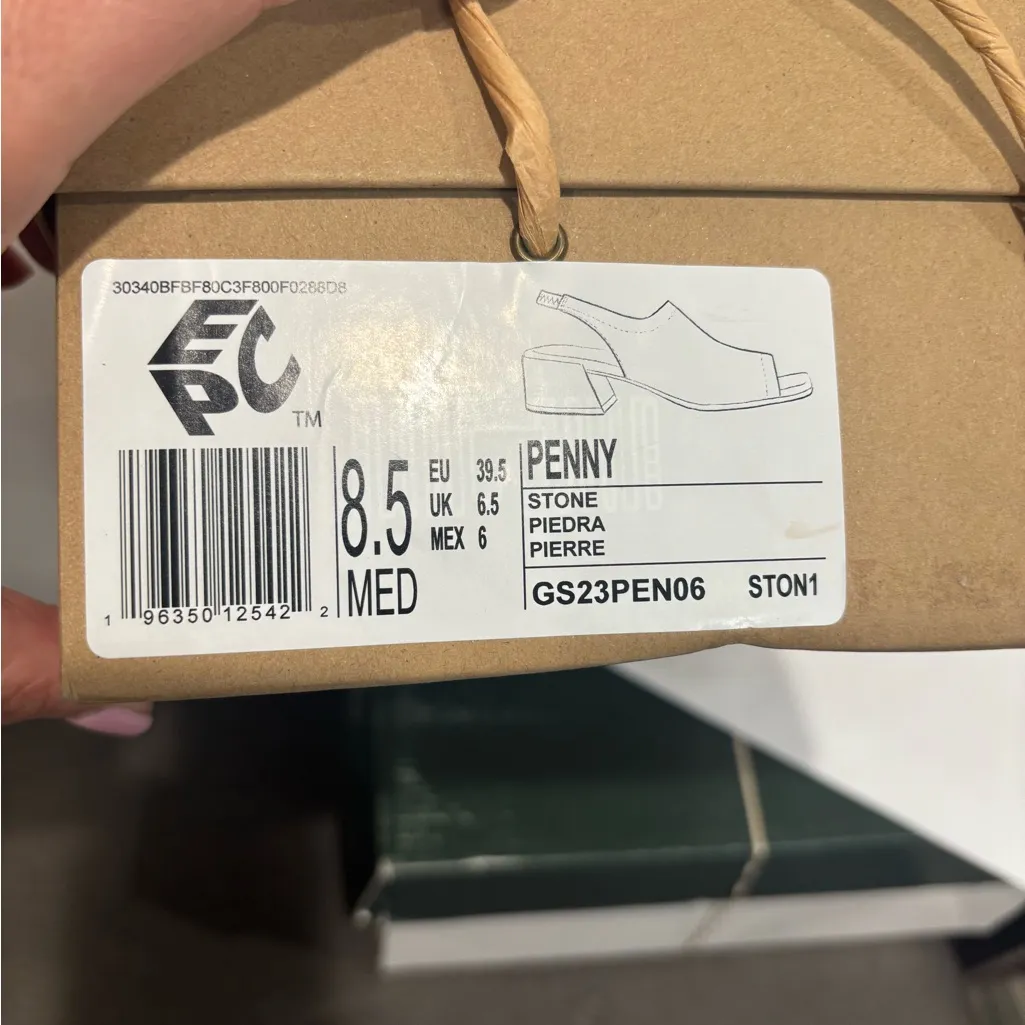 30340BFBF80C3F800F0288D8
EPC
TM
1 96350 12542 2
8.5
MED
EU 39.5
UK 6.5
MEX 6
PENNY
STONE
PIEDRA
PIERRE
GS23PEN06 STON1